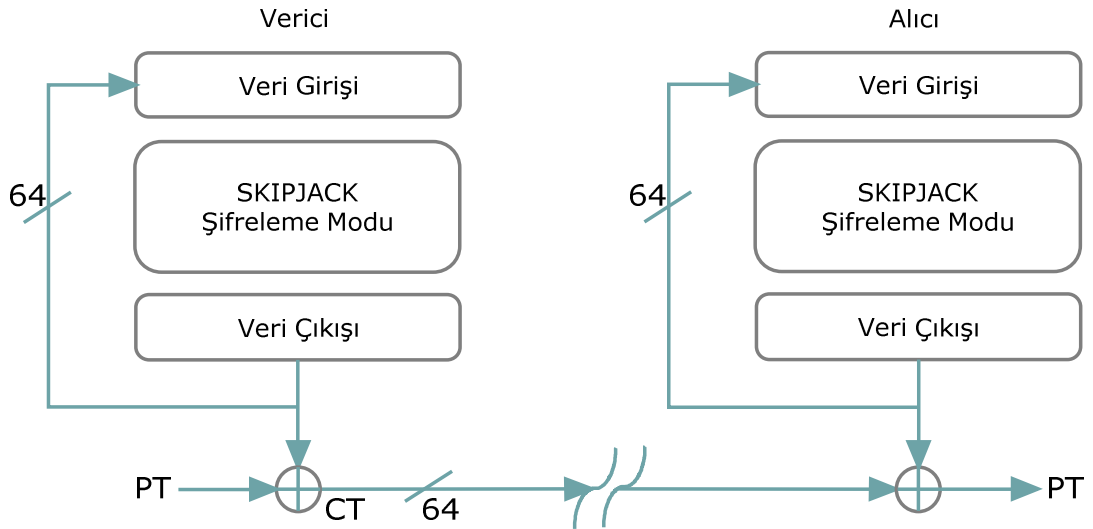 Verici
Alıcı
Veri Girişi
Veri Girişi
64
SKIPJACK
Şifreleme Modu
64
SKIPJACK
Şifreleme Modu
Veri Çıkışı
Veri Çıkışı
PT
CT
64
PT